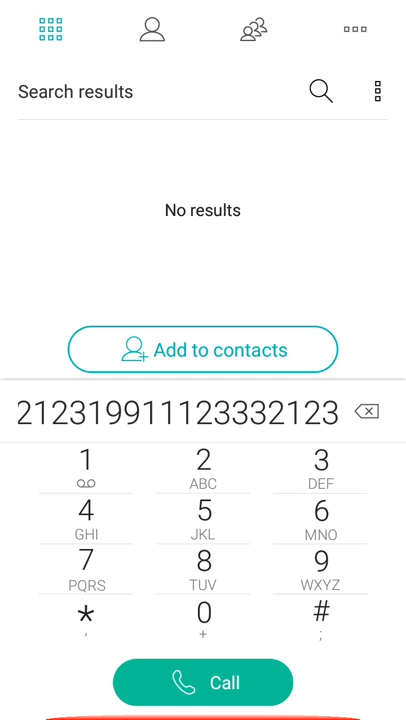 Search results
No results
Add to contacts
212319911123332123
1 2 3
ABC DEF
4 5 6
GHI JKL MNO
7 8 9
PQRS TUV WXYZ
* 0 #
, + ;
Call